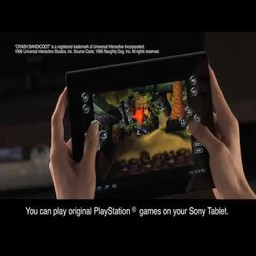 'CRASH BANDICOOT' is a registered trademark of Universal Interactive Incorporated.
1996 Universal Interactive Studios, Inc. Source Code. 1996 Naughty Dog, Inc. All rights reserved.
You can play original PlayStation® games on your Sony Tablet.